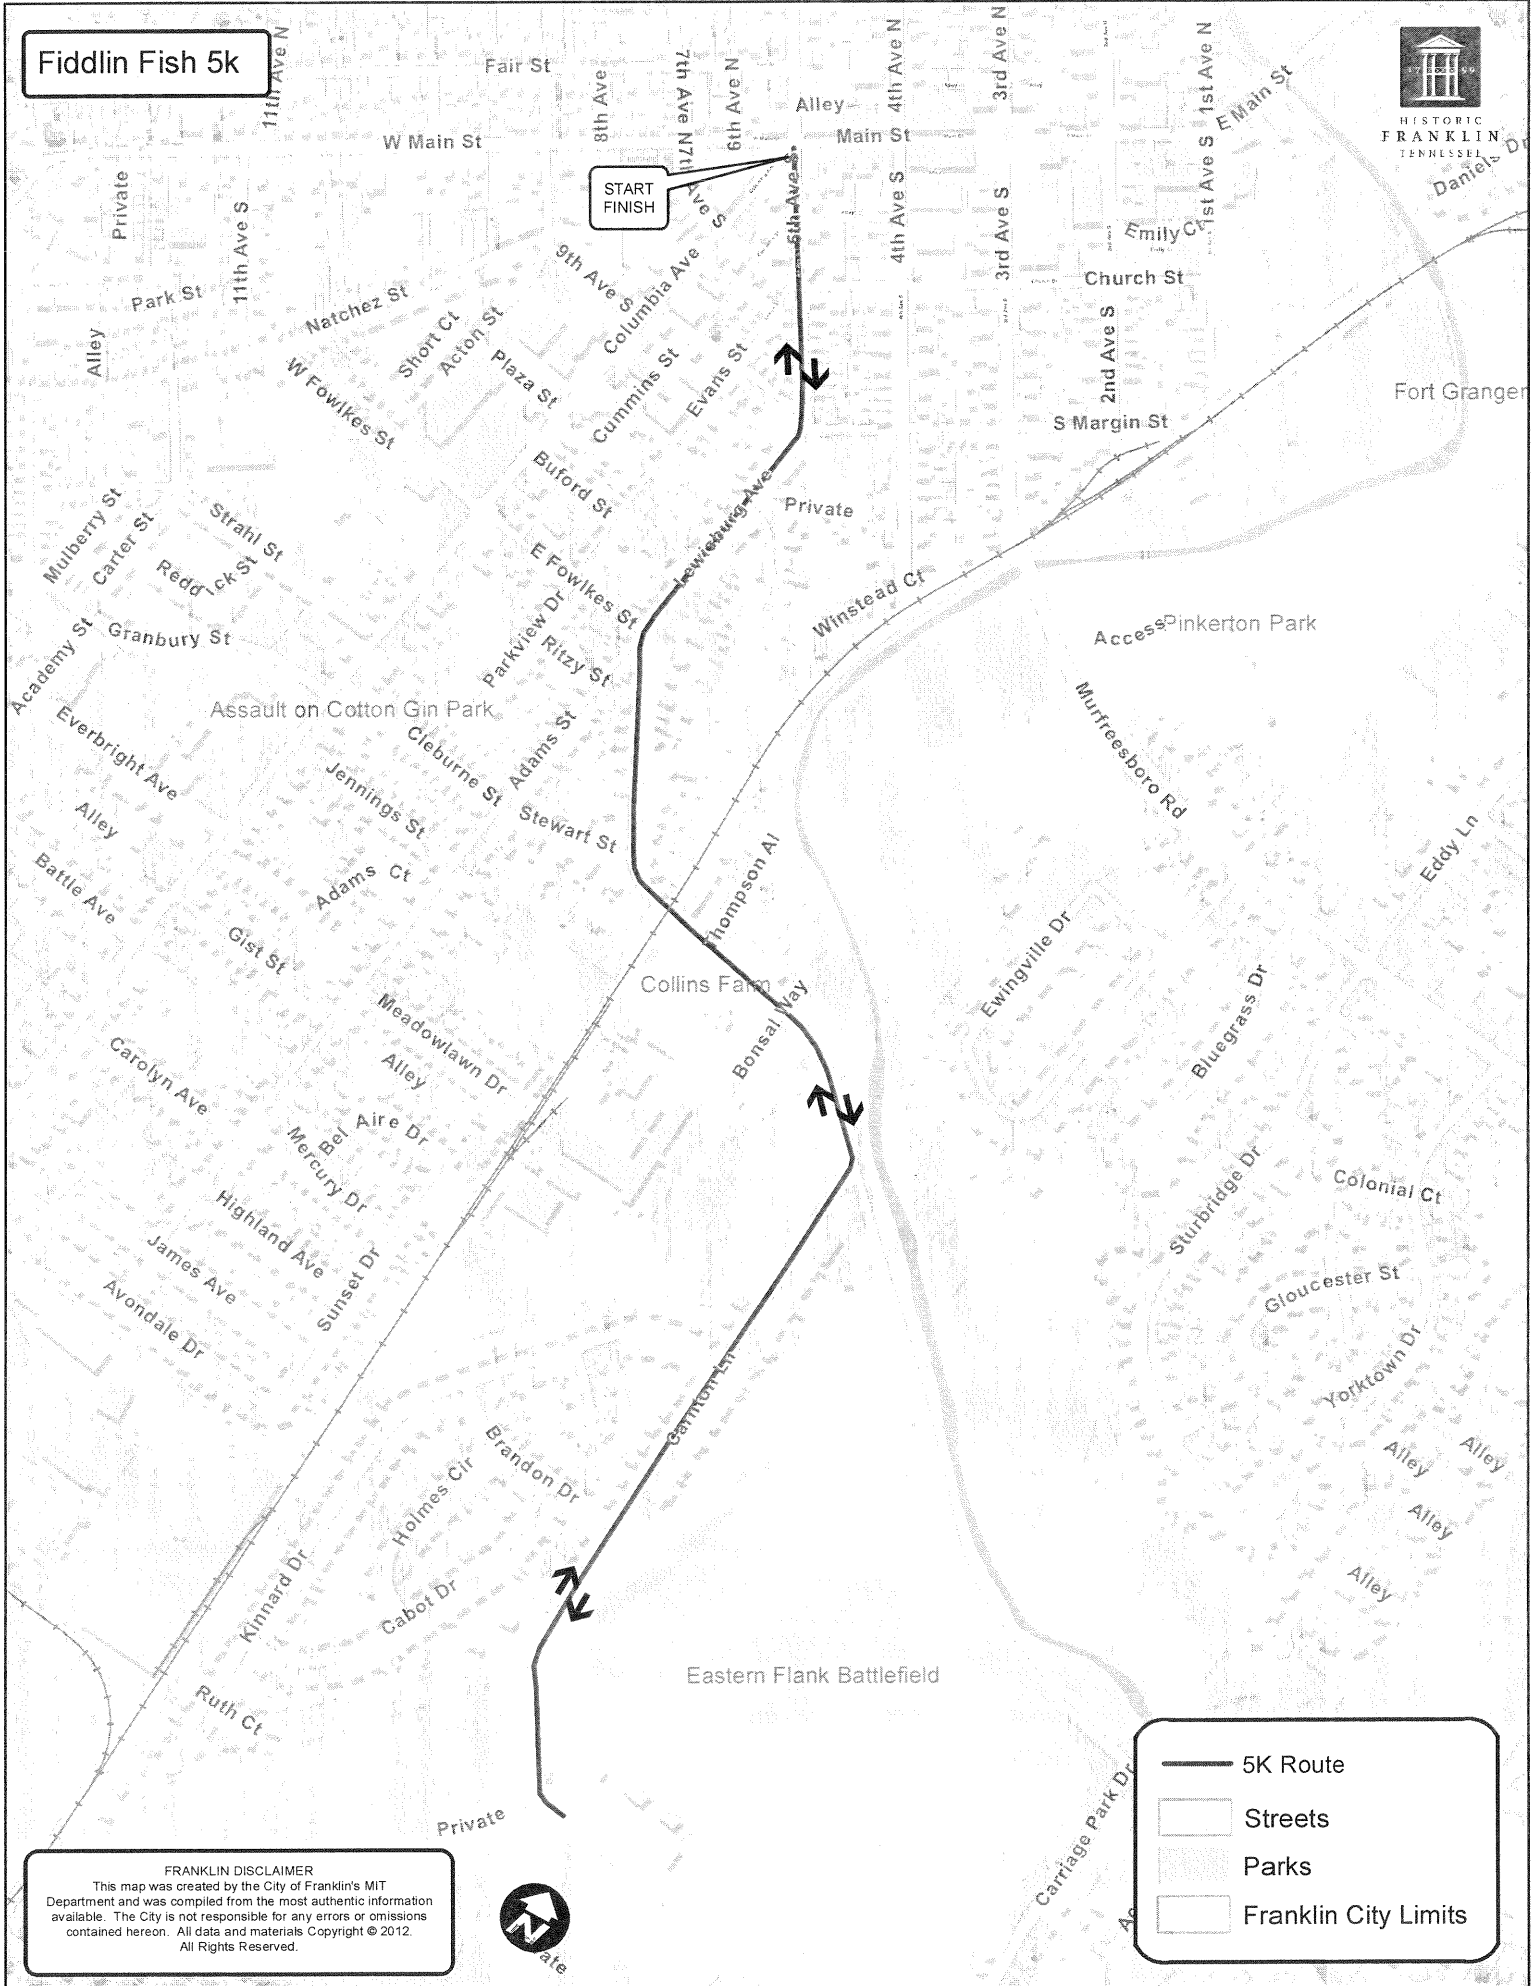 Fiddlin Fish 5k
11th Ave N
Fair St
8th Ave
7th Ave N
6th Ave N
Alley
4th Ave N
3rd Ave N
1st Ave N
E Main St
HISTORIC
FRANKLIN
TENNESSEE
Daniels Dr
W Main St
Main St
START
FINISH
7th Ave S
5th Ave S
4th Ave S
3rd Ave S
1st Ave S
Emily Ct
Church St
Private
11th Ave S
Park St
Natchez St
9th Ave S
Columbia Ave
Alley
Short Ct
Acton St
Plaza St
Cummins St
Evans St
2nd Ave S
S Margin St
Fort Granger
W Fowlkes St
Buford St
Lewisburg Ave
Private
Mulberry St
Carter St
Strahl St
Reddick St
E Fowlkes St
Winstead Ct
Access
Pinkerton Park
Granbury St
Academy St
Parkview Dr
Ritzy St
Assault on Cotton Gin Park
Murfreesboro Rd
Everbright Ave
Cleburne St
Adams St
Jennings St
Stewart St
Alley
Eddy Ln
Battle Ave
Adams Ct
Thompson Al
Gist St
Collins Farm
Ewingville Dr
Bluegrass Dr
Meadowlawn Dr
Bonsal Way
Carolyn Ave
Alley
Bel Aire Dr
Mercury Dr
Highland Ave
James Ave
Sunset Dr
Avondale Dr
Sturbridge Dr
Colonial Ct
Gloucester St
Yorktown Dr
Carnton Ln
Brandon Dr
Holmes Cir
Alley
Alley
Alley
Alley
Kinnard Dr
Cabot Dr
Ruth Ct
Eastern Flank Battlefield
Private
Carriage Park Dr
5K Route
Streets
Parks
Franklin City Limits
FRANKLIN DISCLAIMER
This map was created by the City of Franklin's MIT
Department and was compiled from the most authentic information
available. The City is not responsible for any errors or omissions
contained hereon. All data and materials Copyright © 2012.
All Rights Reserved.
N